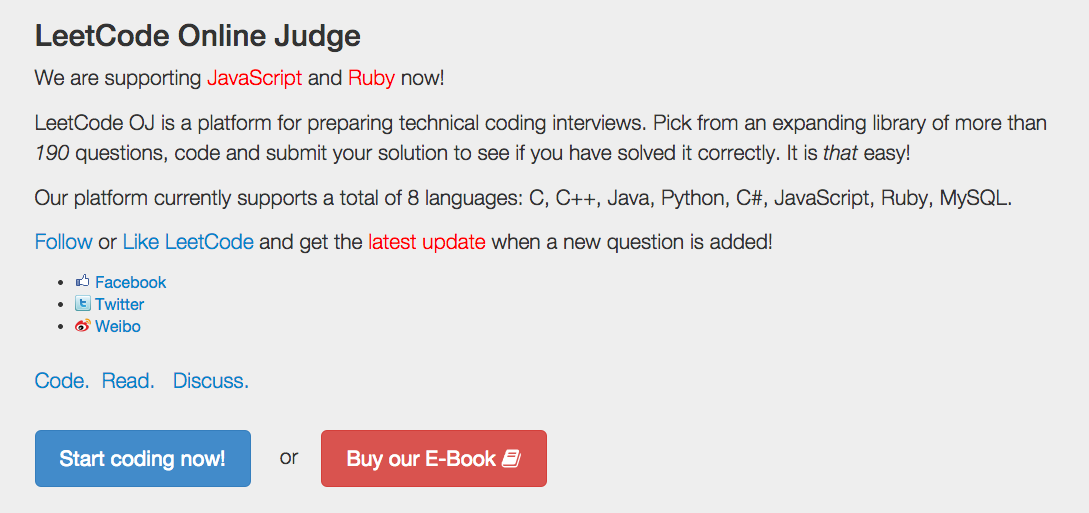 LeetCode Online Judge
We are supporting JavaScript and Ruby now!
LeetCode OJ is a platform for preparing technical coding interviews. Pick from an expanding library of more than
190 questions, code and submit your solution to see if you have solved it correctly. It is that easy!
Our platform currently supports a total of 8 languages: C, C++, Java, Python, C#, JavaScript, Ruby, MySQL.
Follow or Like LeetCode and get the latest update when a new question is added!
Facebook
Twitter
Weibo
Code. Read. Discuss.
Start coding now! or Buy our E-Book